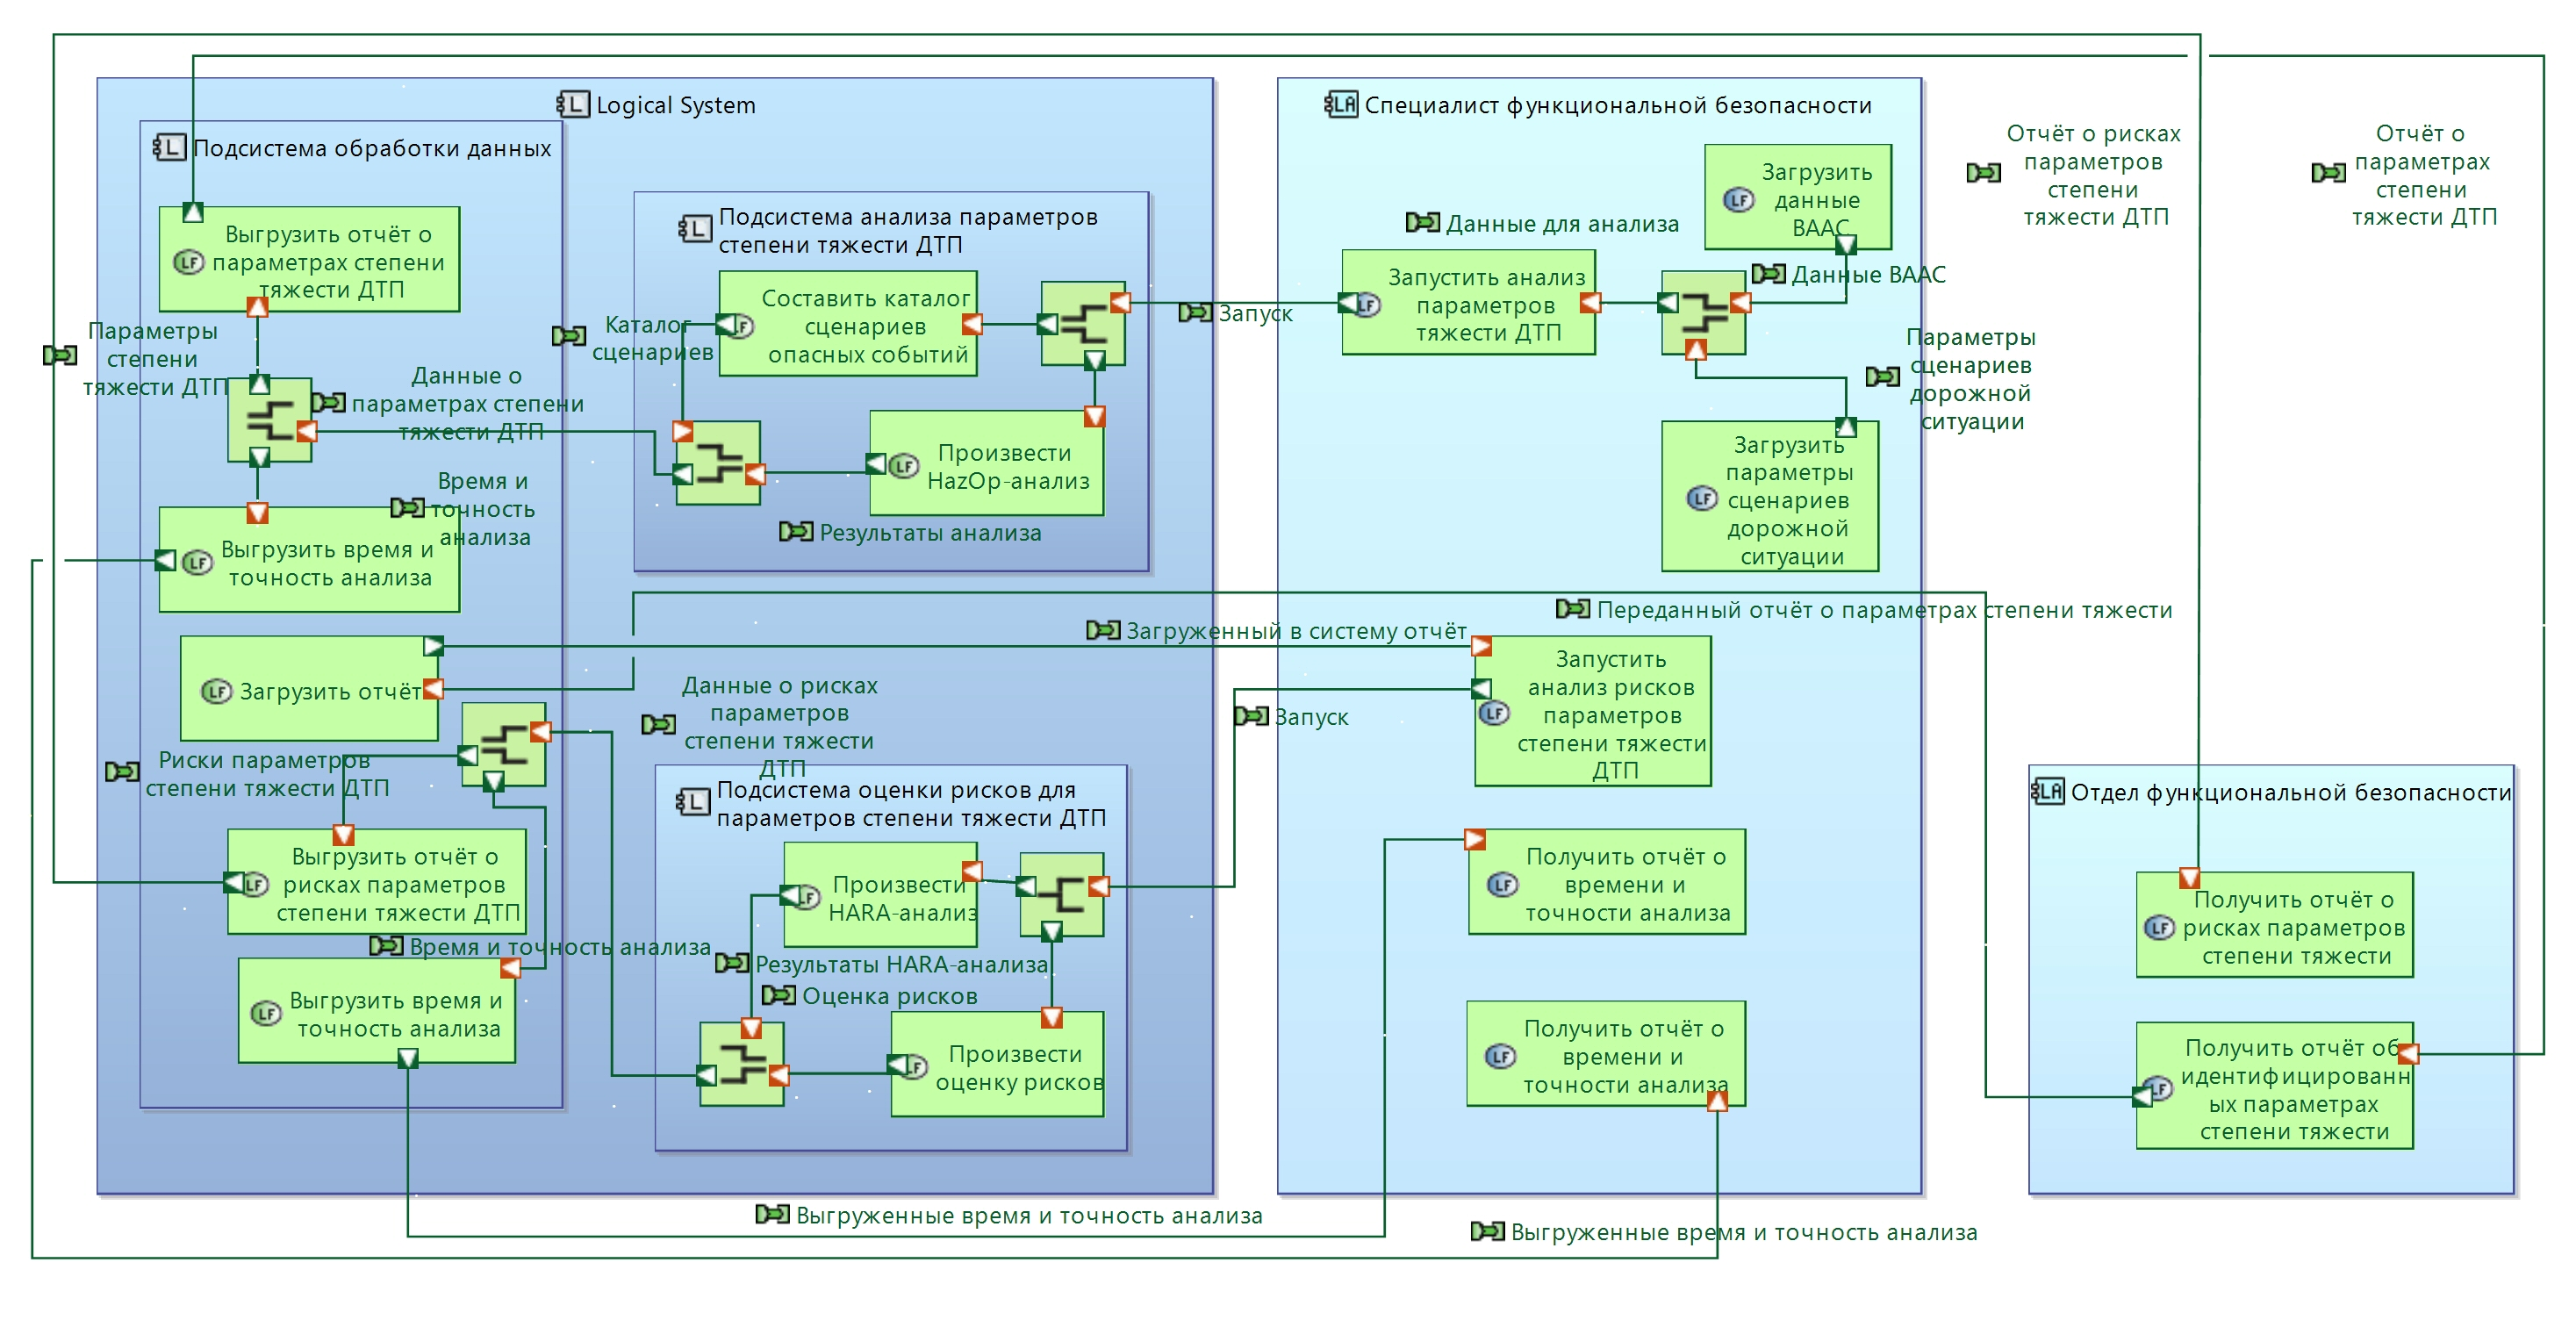 Logical System
Подсистема обработки данных
Выгрузить отчёт о
параметрах степени
тяжести ДТП
Параметры
степени
тяжести ДТП
Данные о
параметрах степени
тяжести ДТП
Время и
точность
анализа
Выгрузить время и
точность анализа
Загрузить отчёт
Риски параметров
степени тяжести ДТП
Выгрузить отчёт о
рисках параметров
степени тяжести ДТП
Время и точность анализа
Выгрузить время и
точность анализа
Подсистема анализа параметров
степени тяжести ДТП
Каталог
сценариев
Составить каталог
сценариев
опасных событий
Произвести
HazOp-анализ
Результаты анализа
Данные о рисках
параметров
степени тяжести
ДТП
Подсистема оценки рисков для
параметров степени тяжести ДТП
Произвести
HARA-анализ
Результаты HARA-анализа
Оценка рисков
Произвести
оценку рисков
Запуск
Загруженный в систему отчёт
Запуск
Специалист функциональной безопасности
Загрузить
данные
ВААС
Данные для анализа
Запустить анализ
параметров
тяжести ДТП
Данные ВААС
Параметры
сценариев
дорожной
ситуации
Загрузить
параметры
сценариев
дорожной
ситуации
Переданный отчёт о параметрах степени тяжести
Запустить
анализ рисков
параметров
степени тяжести
ДТП
Получить отчёт о
времени и
точности анализа
Получить отчёт о
времени и
точности анализа
Отчёт о рисках
параметров
степени
тяжести ДТП
Отчёт о
параметрах
степени
тяжести ДТП
Отдел функциональной безопасности
Получить отчёт о
рисках параметров
степени тяжести
Получить отчёт об
идентифицированн
ых параметрах
степени тяжести
Выгруженные время и точность анализа
Выгруженные время и точность анализа